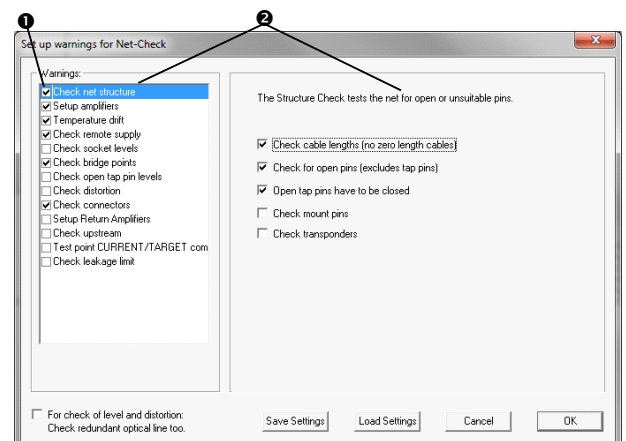 ❶
❷
Set up warnings for Net-Check
Warnings:
Check net structure
Setup amplifiers
Temperature drift
Check remote supply
Check socket levels
Check bridge points
Check open tap pin levels
Check distortion
Check connectors
Setup Return Amplifiers
Check upstream
Test point CURRENT/TARGET com
Check leakage limit
The Structure Check tests the net for open or unsuitable pins.
Check cable lengths (no zero length cables)
Check for open pins (excludes tap pins)
Open tap pins have to be closed
Check mount pins
Check transponders
For check of level and distortion:
Check redundant optical line too.
Save Settings
Load Settings
Cancel
OK